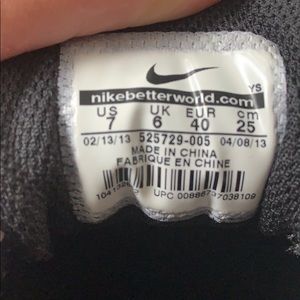 YS
nikebetterworld.com
US UK EUR cm
7 6 40 25
02/13/13 525729-005 04/08/13
MADE IN CHINA
FABRIQUE EN CHINE